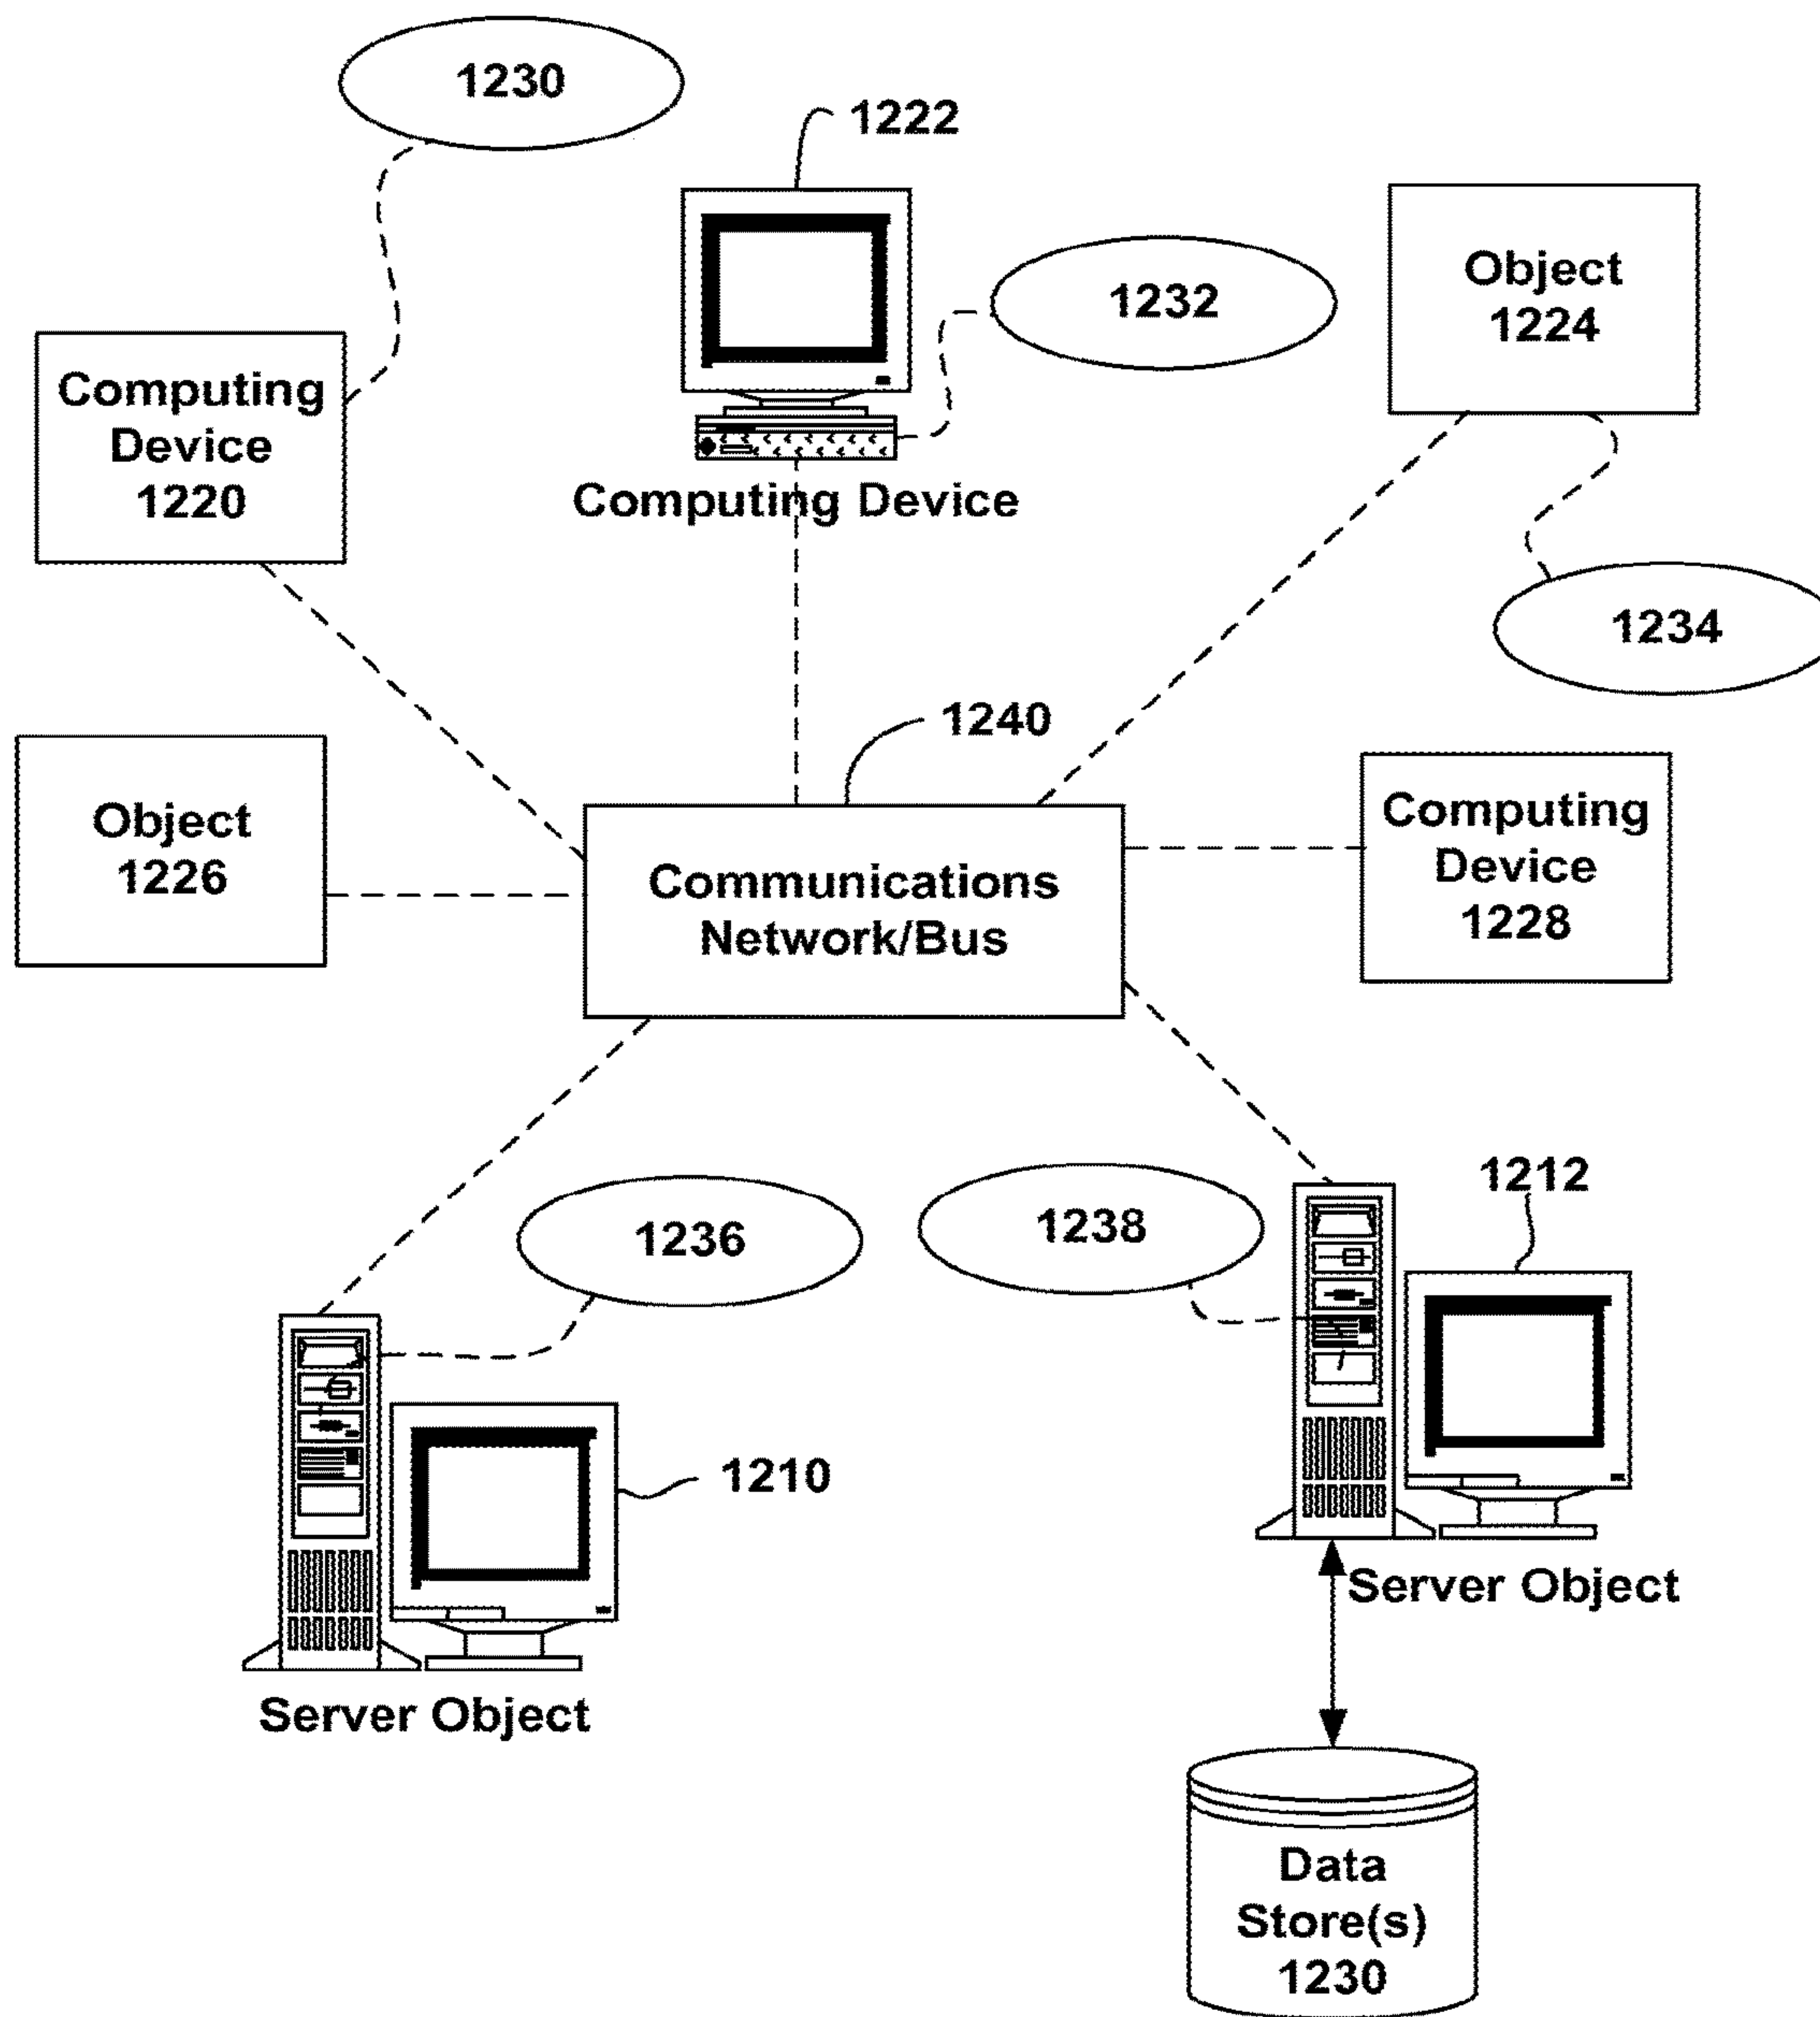 1230
1222
Object
1224
1232
Computing
Device
1220
Computing Device
1234
1240
Object
1226
Computing
Device
1228
Communications
Network/Bus
1212
1236
1238
1210
Server Object
Server Object
Data
Store(s)
1230